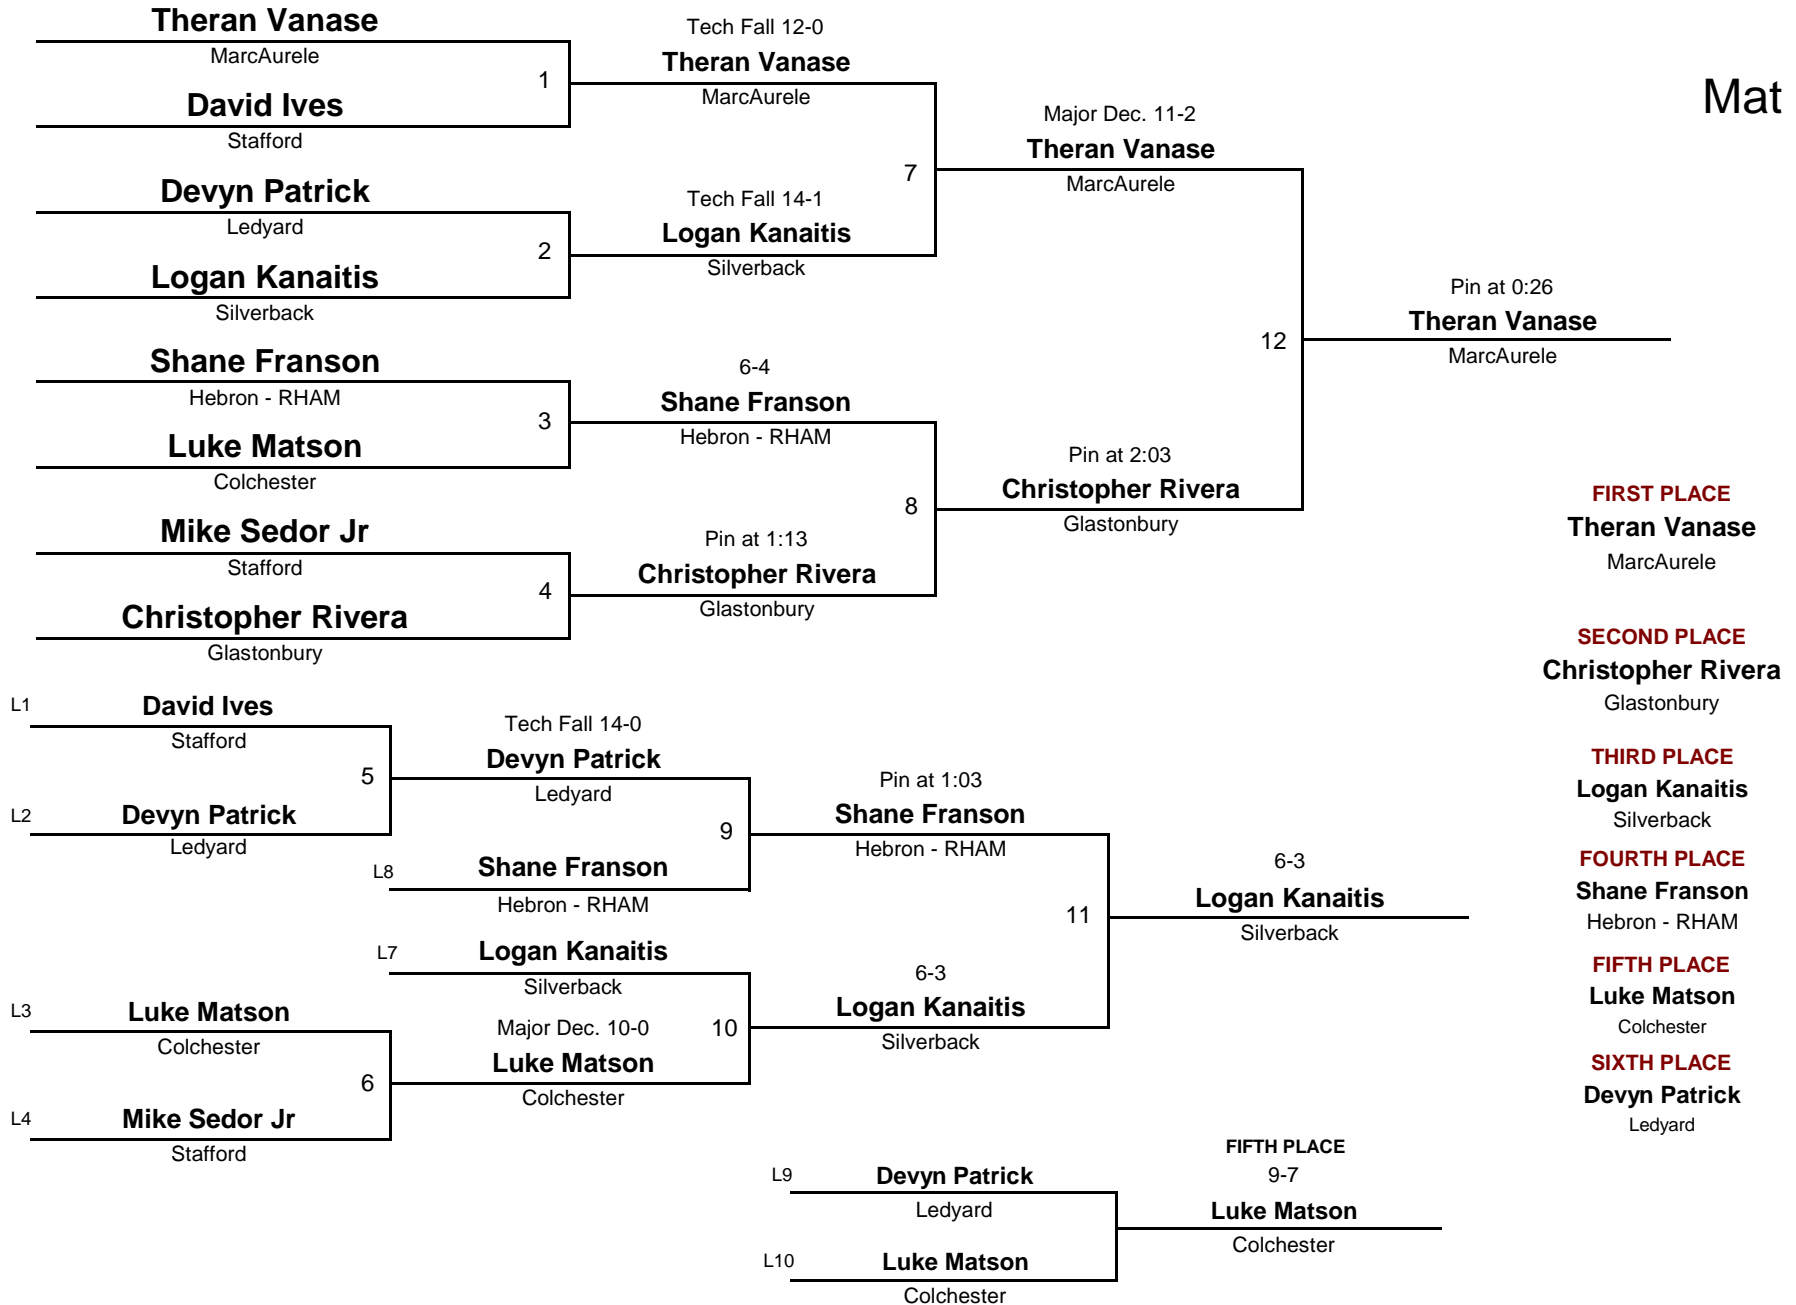 Theran Vanase
MarcAurele
1
David Ives
Stafford
Devyn Patrick
Ledyard
2
Logan Kanaitis
Silverback
Shane Franson
Hebron - RHAM
3
Luke Matson
Colchester
Mike Sedor Jr
Stafford
4
Christopher Rivera
Glastonbury
Tech Fall 12-0
Theran Vanase
MarcAurele
7
Tech Fall 14-1
Logan Kanaitis
Silverback
6-4
Shane Franson
Hebron - RHAM
8
Pin at 1:13
Christopher Rivera
Glastonbury
Major Dec. 11-2
Theran Vanase
MarcAurele
12
Pin at 2:03
Christopher Rivera
Glastonbury
Pin at 0:26
Theran Vanase
MarcAurele
Mat
FIRST PLACE
Theran Vanase
MarcAurele
SECOND PLACE
Christopher Rivera
Glastonbury
THIRD PLACE
Logan Kanaitis
Silverback
FOURTH PLACE
Shane Franson
Hebron - RHAM
FIFTH PLACE
Luke Matson
Colchester
SIXTH PLACE
Devyn Patrick
Ledyard
L1
David Ives
Stafford
5
L2
Devyn Patrick
Ledyard
L3
Luke Matson
Colchester
6
L4
Mike Sedor Jr
Stafford
Tech Fall 14-0
Devyn Patrick
Ledyard
9
L8
Shane Franson
Hebron - RHAM
L7
Logan Kanaitis
Silverback
10
Major Dec. 10-0
Luke Matson
Colchester
Pin at 1:03
Shane Franson
Hebron - RHAM
11
6-3
Logan Kanaitis
Silverback
6-3
Logan Kanaitis
Silverback
L9
Devyn Patrick
Ledyard
L10
Luke Matson
Colchester
FIFTH PLACE
9-7
Luke Matson
Colchester